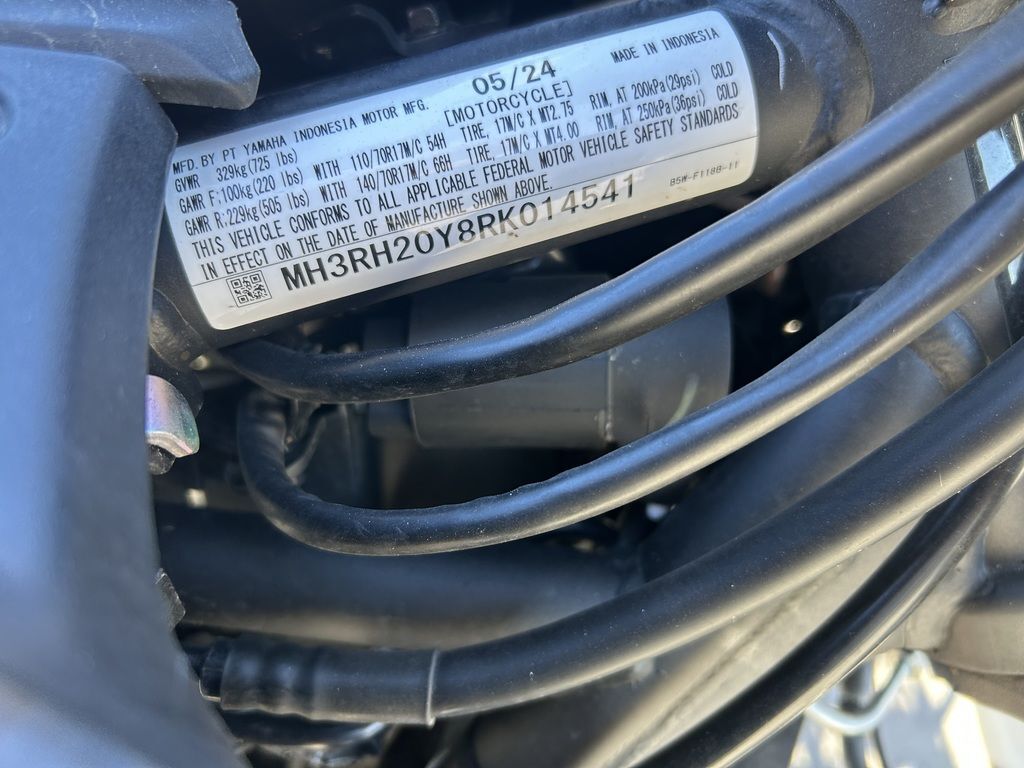 05/24 MADE IN INDONESIA
MFD. BY PT YAMAHA INDONESIA MOTOR MFG. [MOTORCYCLE]
GVWR 329kg(725 lbs)
GAWR F:100kg(220 lbs) WITH 110/70R17M/C 54H TIRE, 17M/C X MT2.75 RIM, AT 200kPa(29psi) COLD
GAWR R:229kg(505 lbs) WITH 140/70R17M/C 66H TIRE, 17M/C X MT4.00 RIM, AT 250kPa(36psi) COLD
THIS VEHICLE CONFORMS TO ALL APPLICABLE FEDERAL MOTOR VEHICLE SAFETY STANDARDS
IN EFFECT ON THE DATE OF MANUFACTURE SHOWN ABOVE.
MH3RH20Y8RK014541 B5W-F118B-11